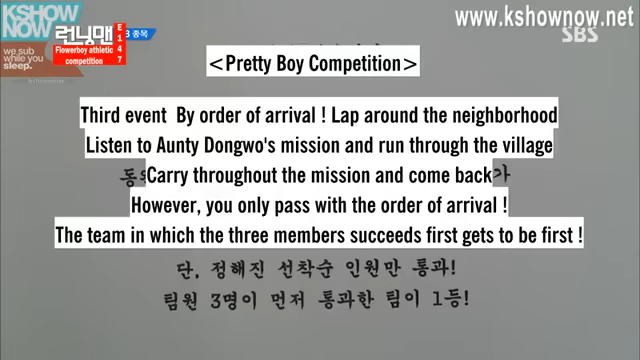 KSHOW
NOW
we sub
while you
sleep.
런닝맨
E
1
4
7
Flowerboy athletic
competition
종목
www.kshownow.net
SBS
<Pretty Boy Competition>
Third event By order of arrival ! Lap around the neighborhood
Listen to Aunty Dongwo's mission and run through the village
Carry throughout the mission and come back
However, you only pass with the order of arrival !
The team in which the three members succeeds first gets to be first !
단, 정해진 선착순 인원만 통과!
팀원 3명이 먼저 통과한 팀이 1등!